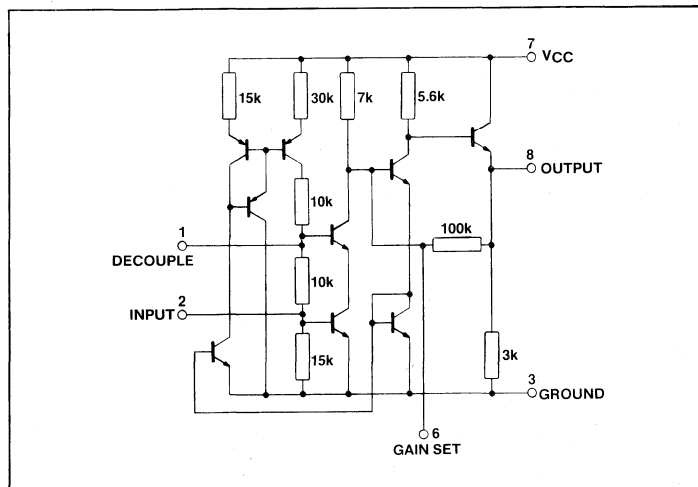 7
VCC
15k
30k
7k
5.6k
8
OUTPUT
10k
100k
1
DECOUPLE
10k
2
INPUT
15k
3k
3
GROUND
6
GAIN SET